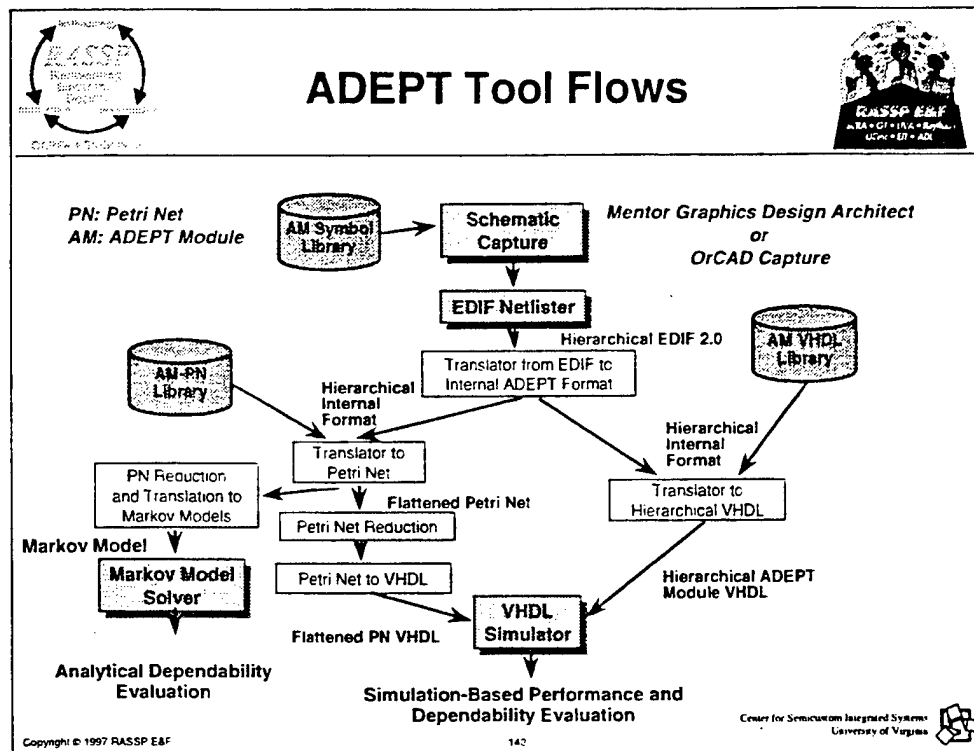 RASSP
ADEPT Tool Flows
RASSP E&F
PN: Petri Net
AM: ADEPT Module
AM Symbol
Library
Schematic
Capture
Mentor Graphics Design Architect
or
OrCAD Capture
EDIF Netlister
Hierarchical EDIF 2.0
AM VHDL
Library
AM-PN
Library
Translator from EDIF to
Internal ADEPT Format
Hierarchical
Internal
Format
Hierarchical
Internal
Format
Translator to
Petri Net
PN Reduction
and Translation to
Markov Models
Translator to
Hierarchical VHDL
Flattened Petri Net
Petri Net Reduction
Markov Model
Markov Model
Solver
Petri Net to VHDL
Hierarchical ADEPT
Module VHDL
VHDL
Simulator
Flattened PN VHDL
Analytical Dependability
Evaluation
Simulation-Based Performance and
Dependability Evaluation
Center for Semicustom Integrated Systems
University of Virginia
Copyright © 1997 RASSP E&F
142